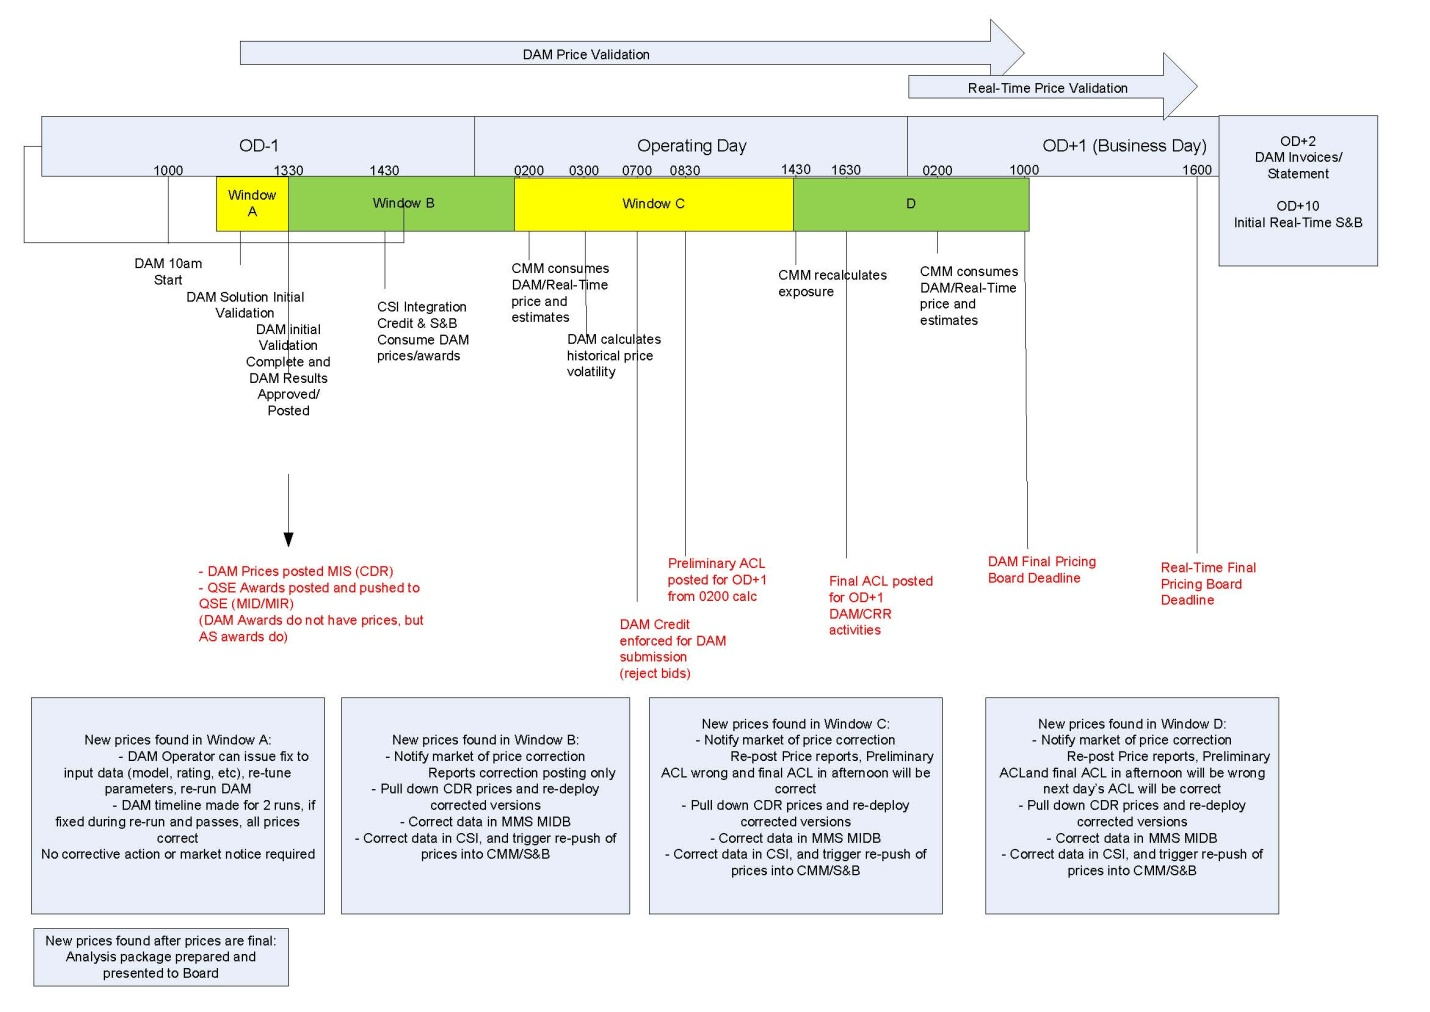 DAM Price Validation
Real-Time Price Validation
OD-1
Operating Day
OD+1 (Business Day)
1000
1330
1430
0200
0300
0700
0830
1430
1630
0200
1000
1600
OD+2
DAM Invoices/
Statement
OD+10
Initial Real-Time S&B
Window
A
Window B
Window C
D
DAM 10am
Start
DAM Solution Initial
Validation
DAM initial
Validation
Complete and
DAM Results
Approved/
Posted
CSI Integration
Credit & S&B
Consume DAM
prices/awards
CMM consumes
DAM/Real-Time
price and
estimates
DAM calculates
historical price
volatility
CMM recalculates
exposure
CMM consumes
DAM/Real-Time
price and
estimates
- DAM Prices posted MIS (CDR)
- QSE Awards posted and pushed to
QSE (MID/MIR)
(DAM Awards do not have prices, but
AS awards do)
DAM Credit
enforced for DAM
submission
(reject bids)
Preliminary ACL
posted for OD+1
from 0200 calc
Final ACL posted
for OD+1
DAM/CRR
activities
DAM Final Pricing
Board Deadline
Real-Time Final
Pricing Board
Deadline
New prices found in Window A:
- DAM Operator can issue fix to
input data (model, rating, etc), re-tune
parameters, re-run DAM
- DAM timeline made for 2 runs, if
fixed during re-run and passes, all prices
correct
No corrective action or market notice required
New prices found in Window B:
- Notify market of price correction
Reports correction posting only
- Pull down CDR prices and re-deploy
corrected versions
- Correct data in MMS MIDB
- Correct data in CSI, and trigger re-push of
prices into CMM/S&B
New prices found in Window C:
- Notify market of price correction
Re-post Price reports, Preliminary
ACL wrong and final ACL in afternoon will be
correct
- Pull down CDR prices and re-deploy
corrected versions
- Correct data in MMS MIDB
- Correct data in CSI, and trigger re-push of
prices into CMM/S&B
New prices found in Window D:
- Notify market of price correction
Re-post Price reports, Preliminary
ACLand final ACL in afternoon will be wrong
next day's ACL will be correct
- Pull down CDR prices and re-deploy
corrected versions
- Correct data in MMS MIDB
- Correct data in CSI, and trigger re-push of
prices into CMM/S&B
New prices found after prices are final:
Analysis package prepared and
presented to Board